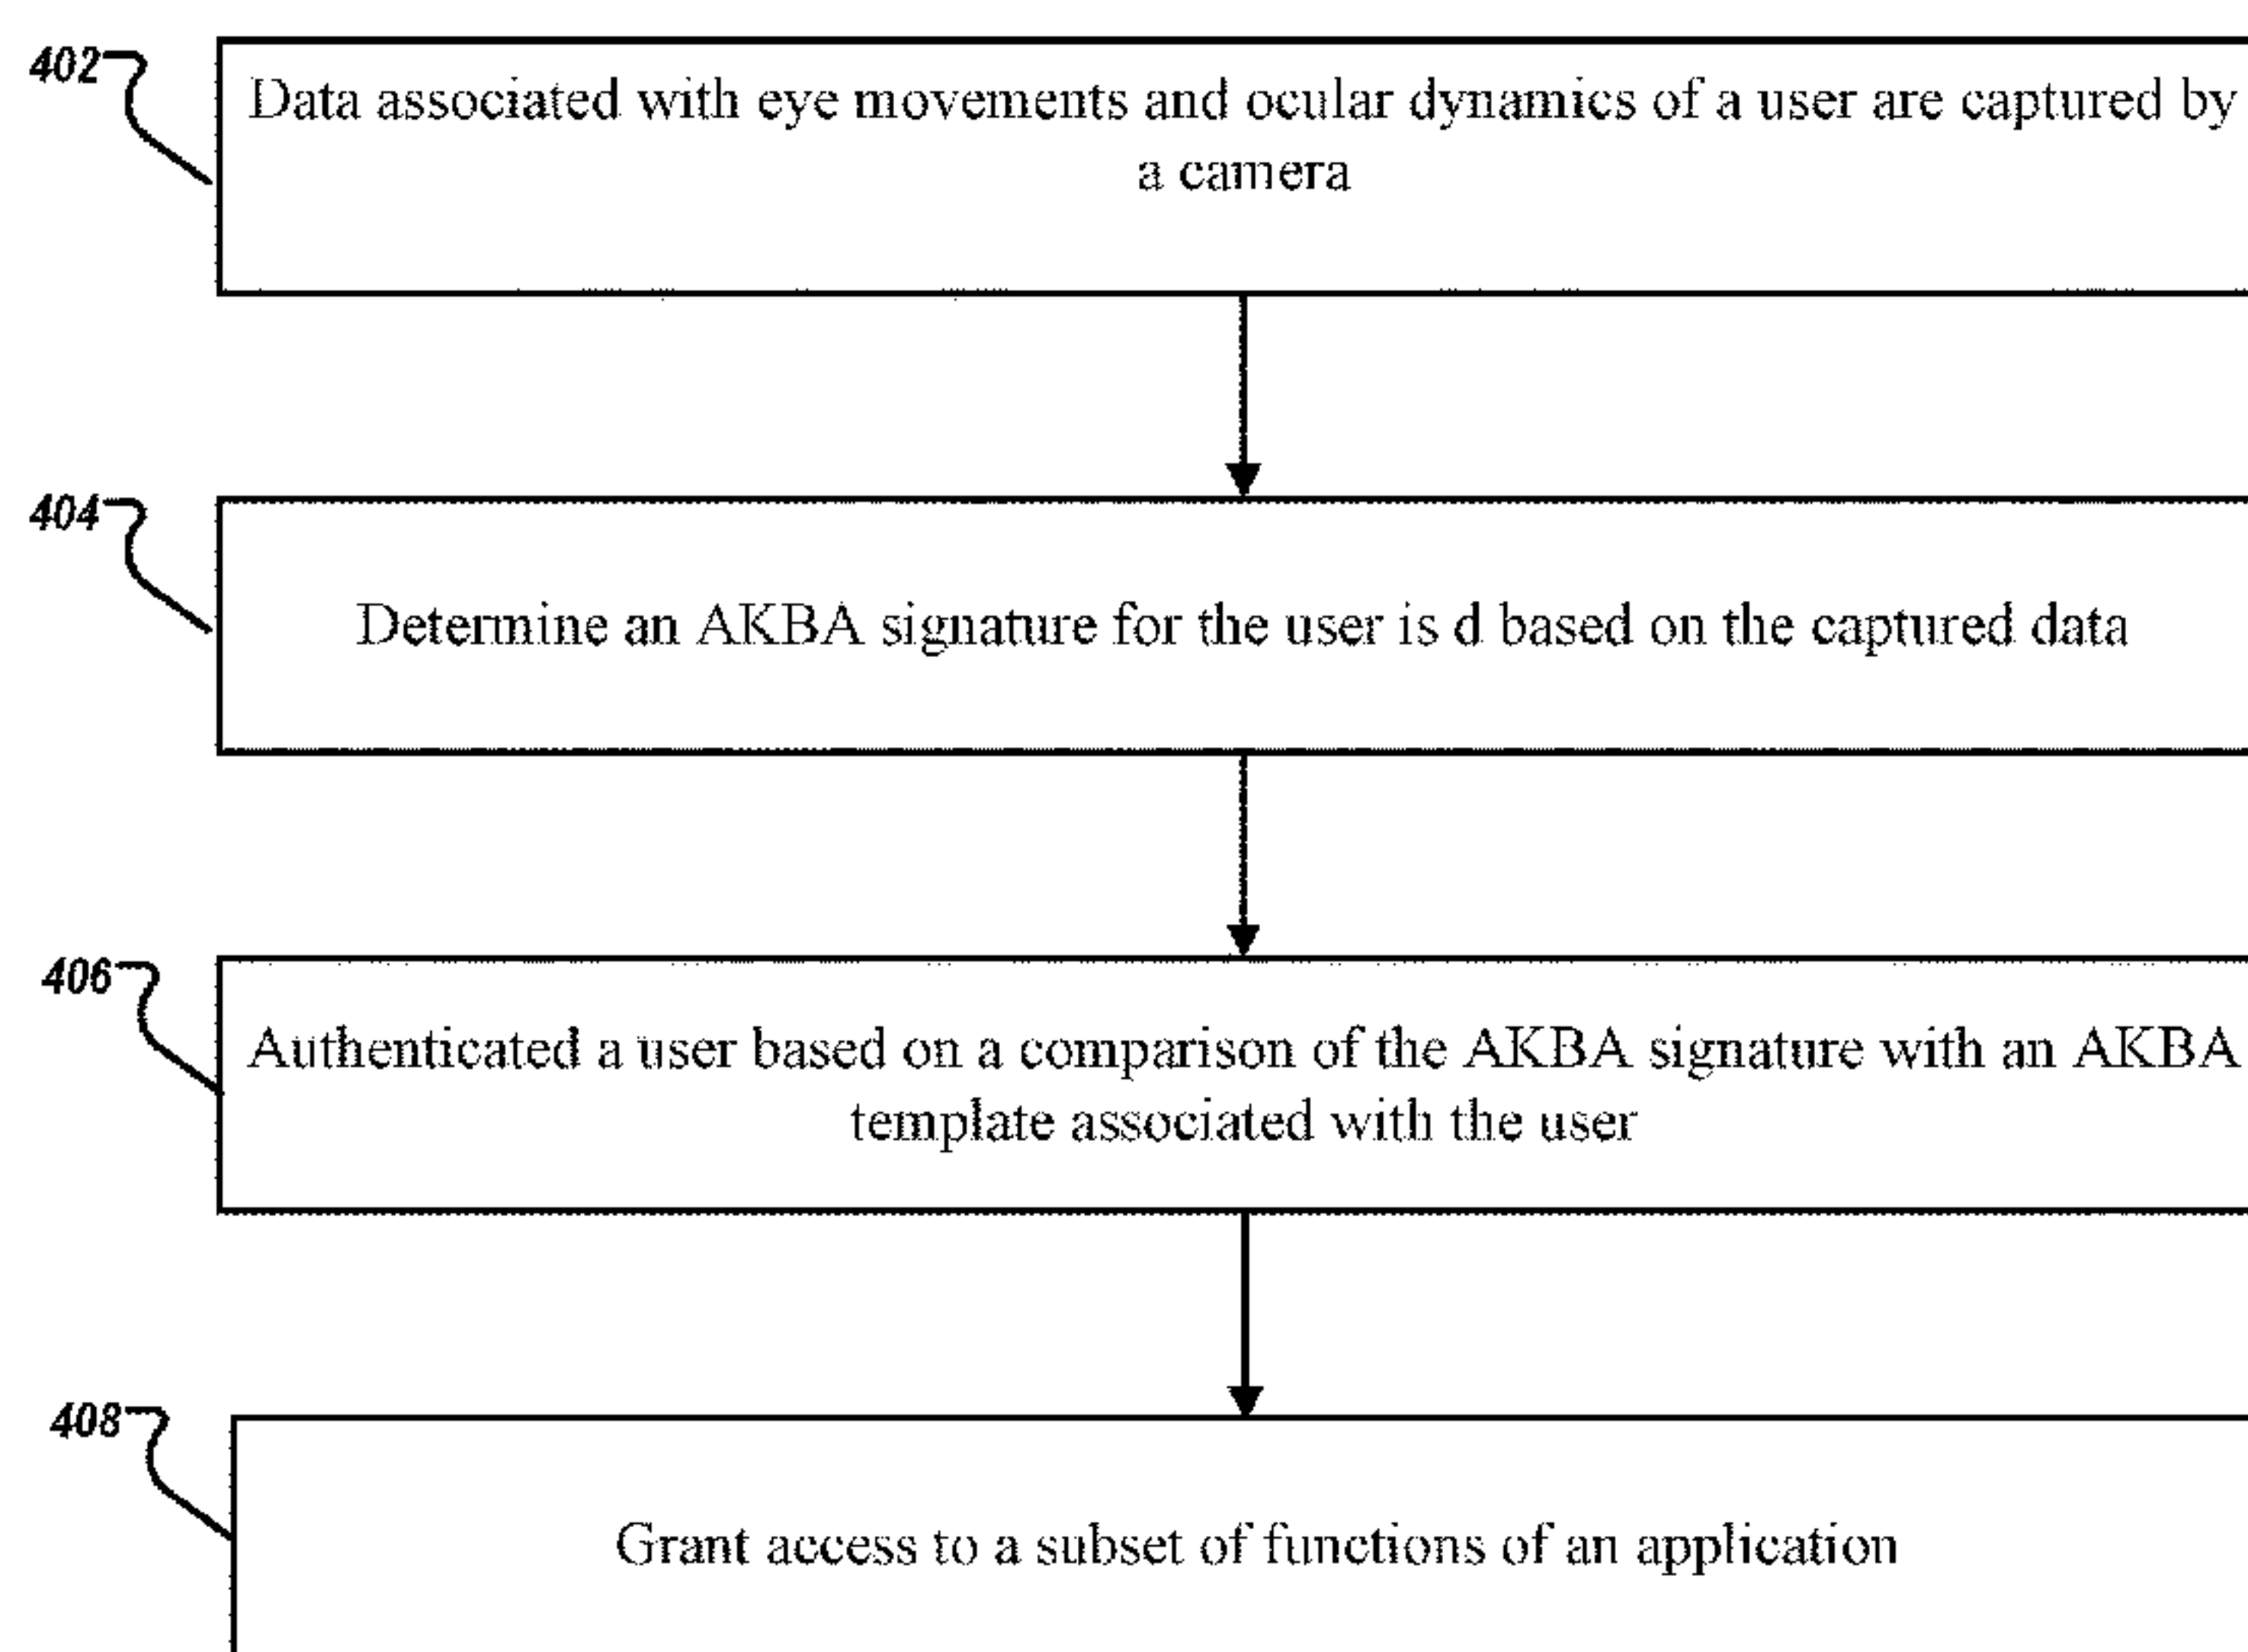 402
Data associated with eye movements and ocular dynamics of a user are captured by
a camera
404
Determine an AKBA signature for the user is d based on the captured data
406
Authenticated a user based on a comparison of the AKBA signature with an AKBA
template associated with the user
408
Grant access to a subset of functions of an application